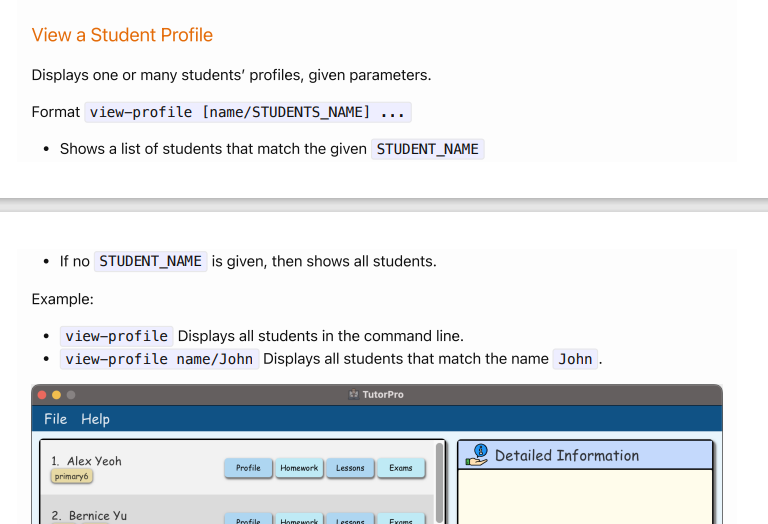 View a Student Profile
Displays one or many students' profiles, given parameters.
Format view-profile [name/STUDENTS_NAME] ...
• Shows a list of students that match the given STUDENT_NAME
• If no STUDENT_NAME is given, then shows all students.
Example:
• view-profile Displays all students in the command line.
• view-profile name/John Displays all students that match the name John .
TutorPro
File Help
1. Alex Yeoh
primary6
Profile Homework Lessons Exams
Detailed Information
2. Bernice Yu
Profile Homework Lessons Exams